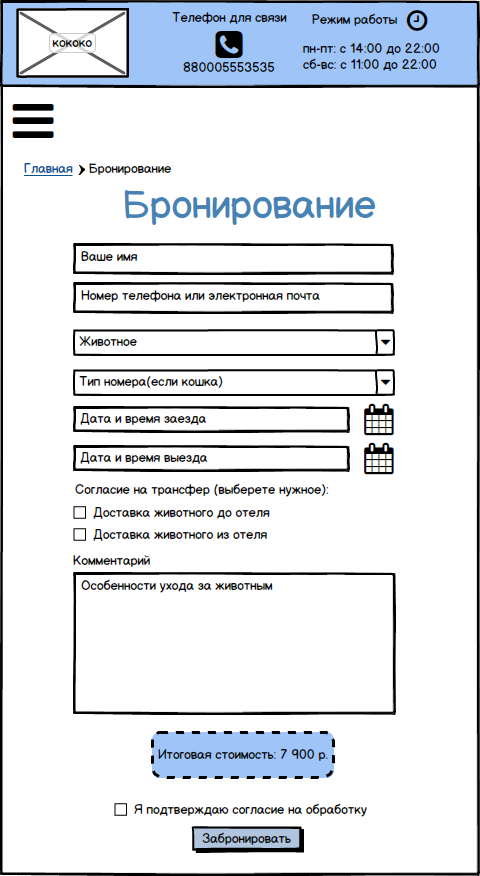 кококо
Телефон для связи
880005553535
Режим работы
пн-пт: с 14:00 до 22:00
сб-вс: с 11:00 до 22:00
Главная Бронирование
Бронирование
Ваше имя
Номер телефона или электронная почта
Животное
Тип номера(если кошка)
Дата и время заезда
Дата и время выезда
Согласие на трансфер (выберете нужное):
Доставка животного до отеля
Доставка животного из отеля
Комментарий
Особенности ухода за животным
Итоговая стоимость: 7 900 р.
Я подтверждаю согласие на обработку
Забронировать